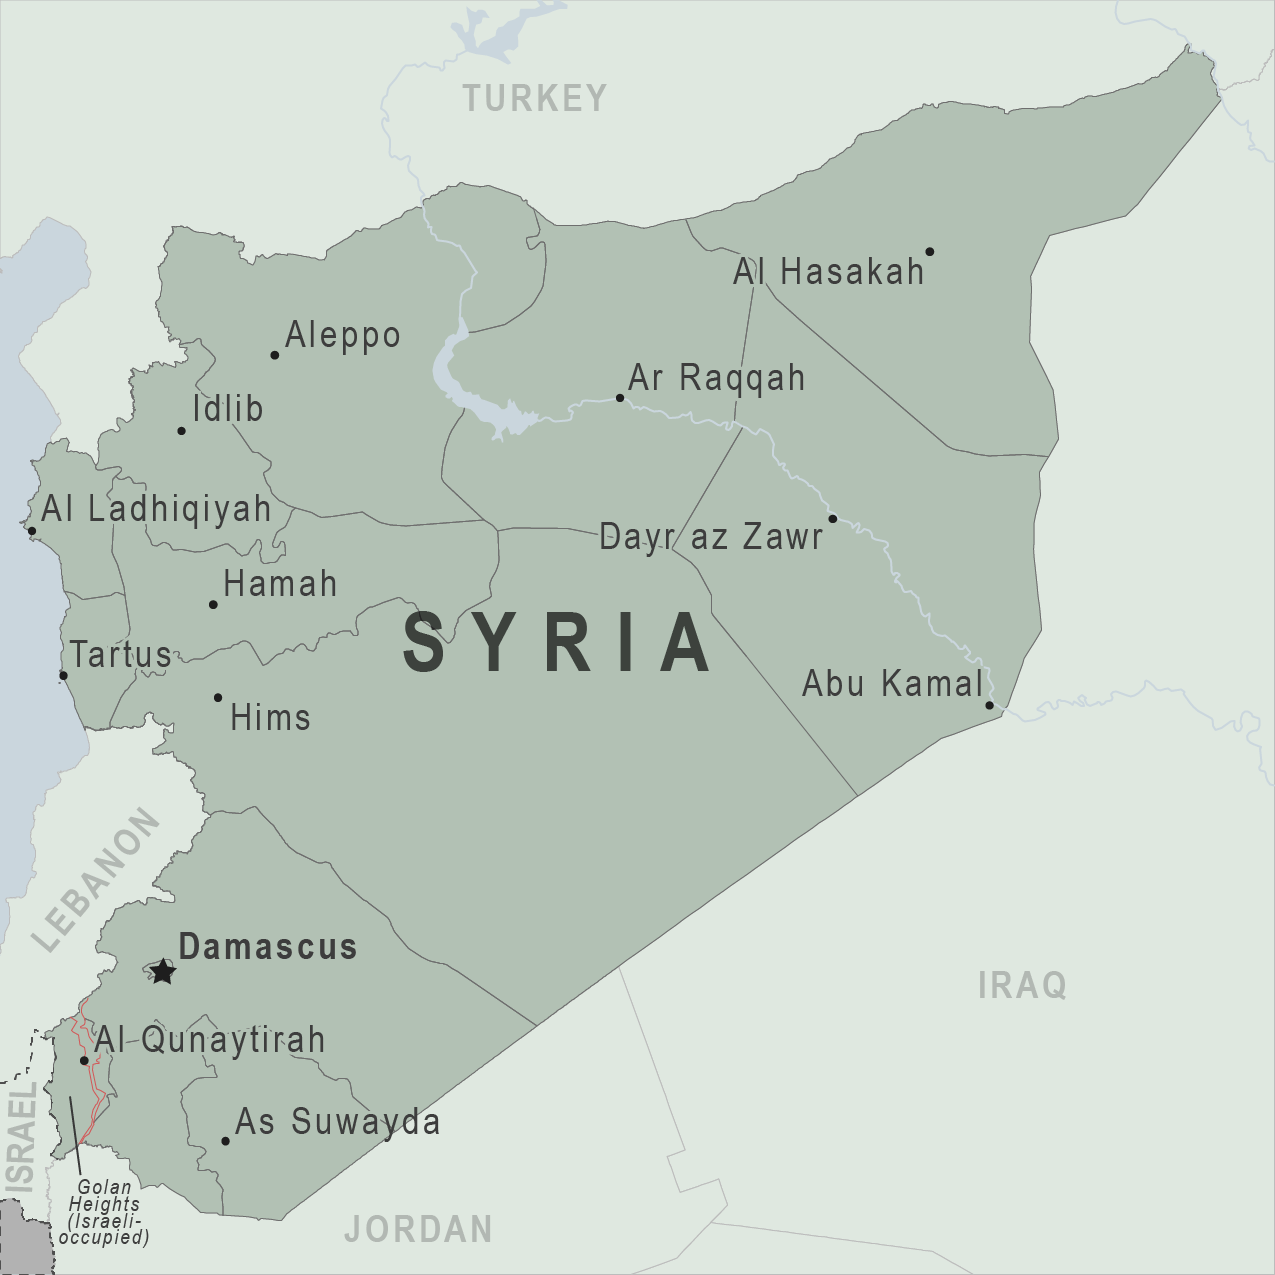 TURKEY
Al Hasakah
Aleppo
Ar Raqqah
Idlib
Al Ladhiqiyah
Dayr az Zawr
Hamah
SYRIA
Tartus
Abu Kamal
Hims
LEBANON
Damascus
IRAQ
Al Qunaytirah
As Suwayda
ISRAEL
Golan
Heights
(Israeli-
occupied)
JORDAN